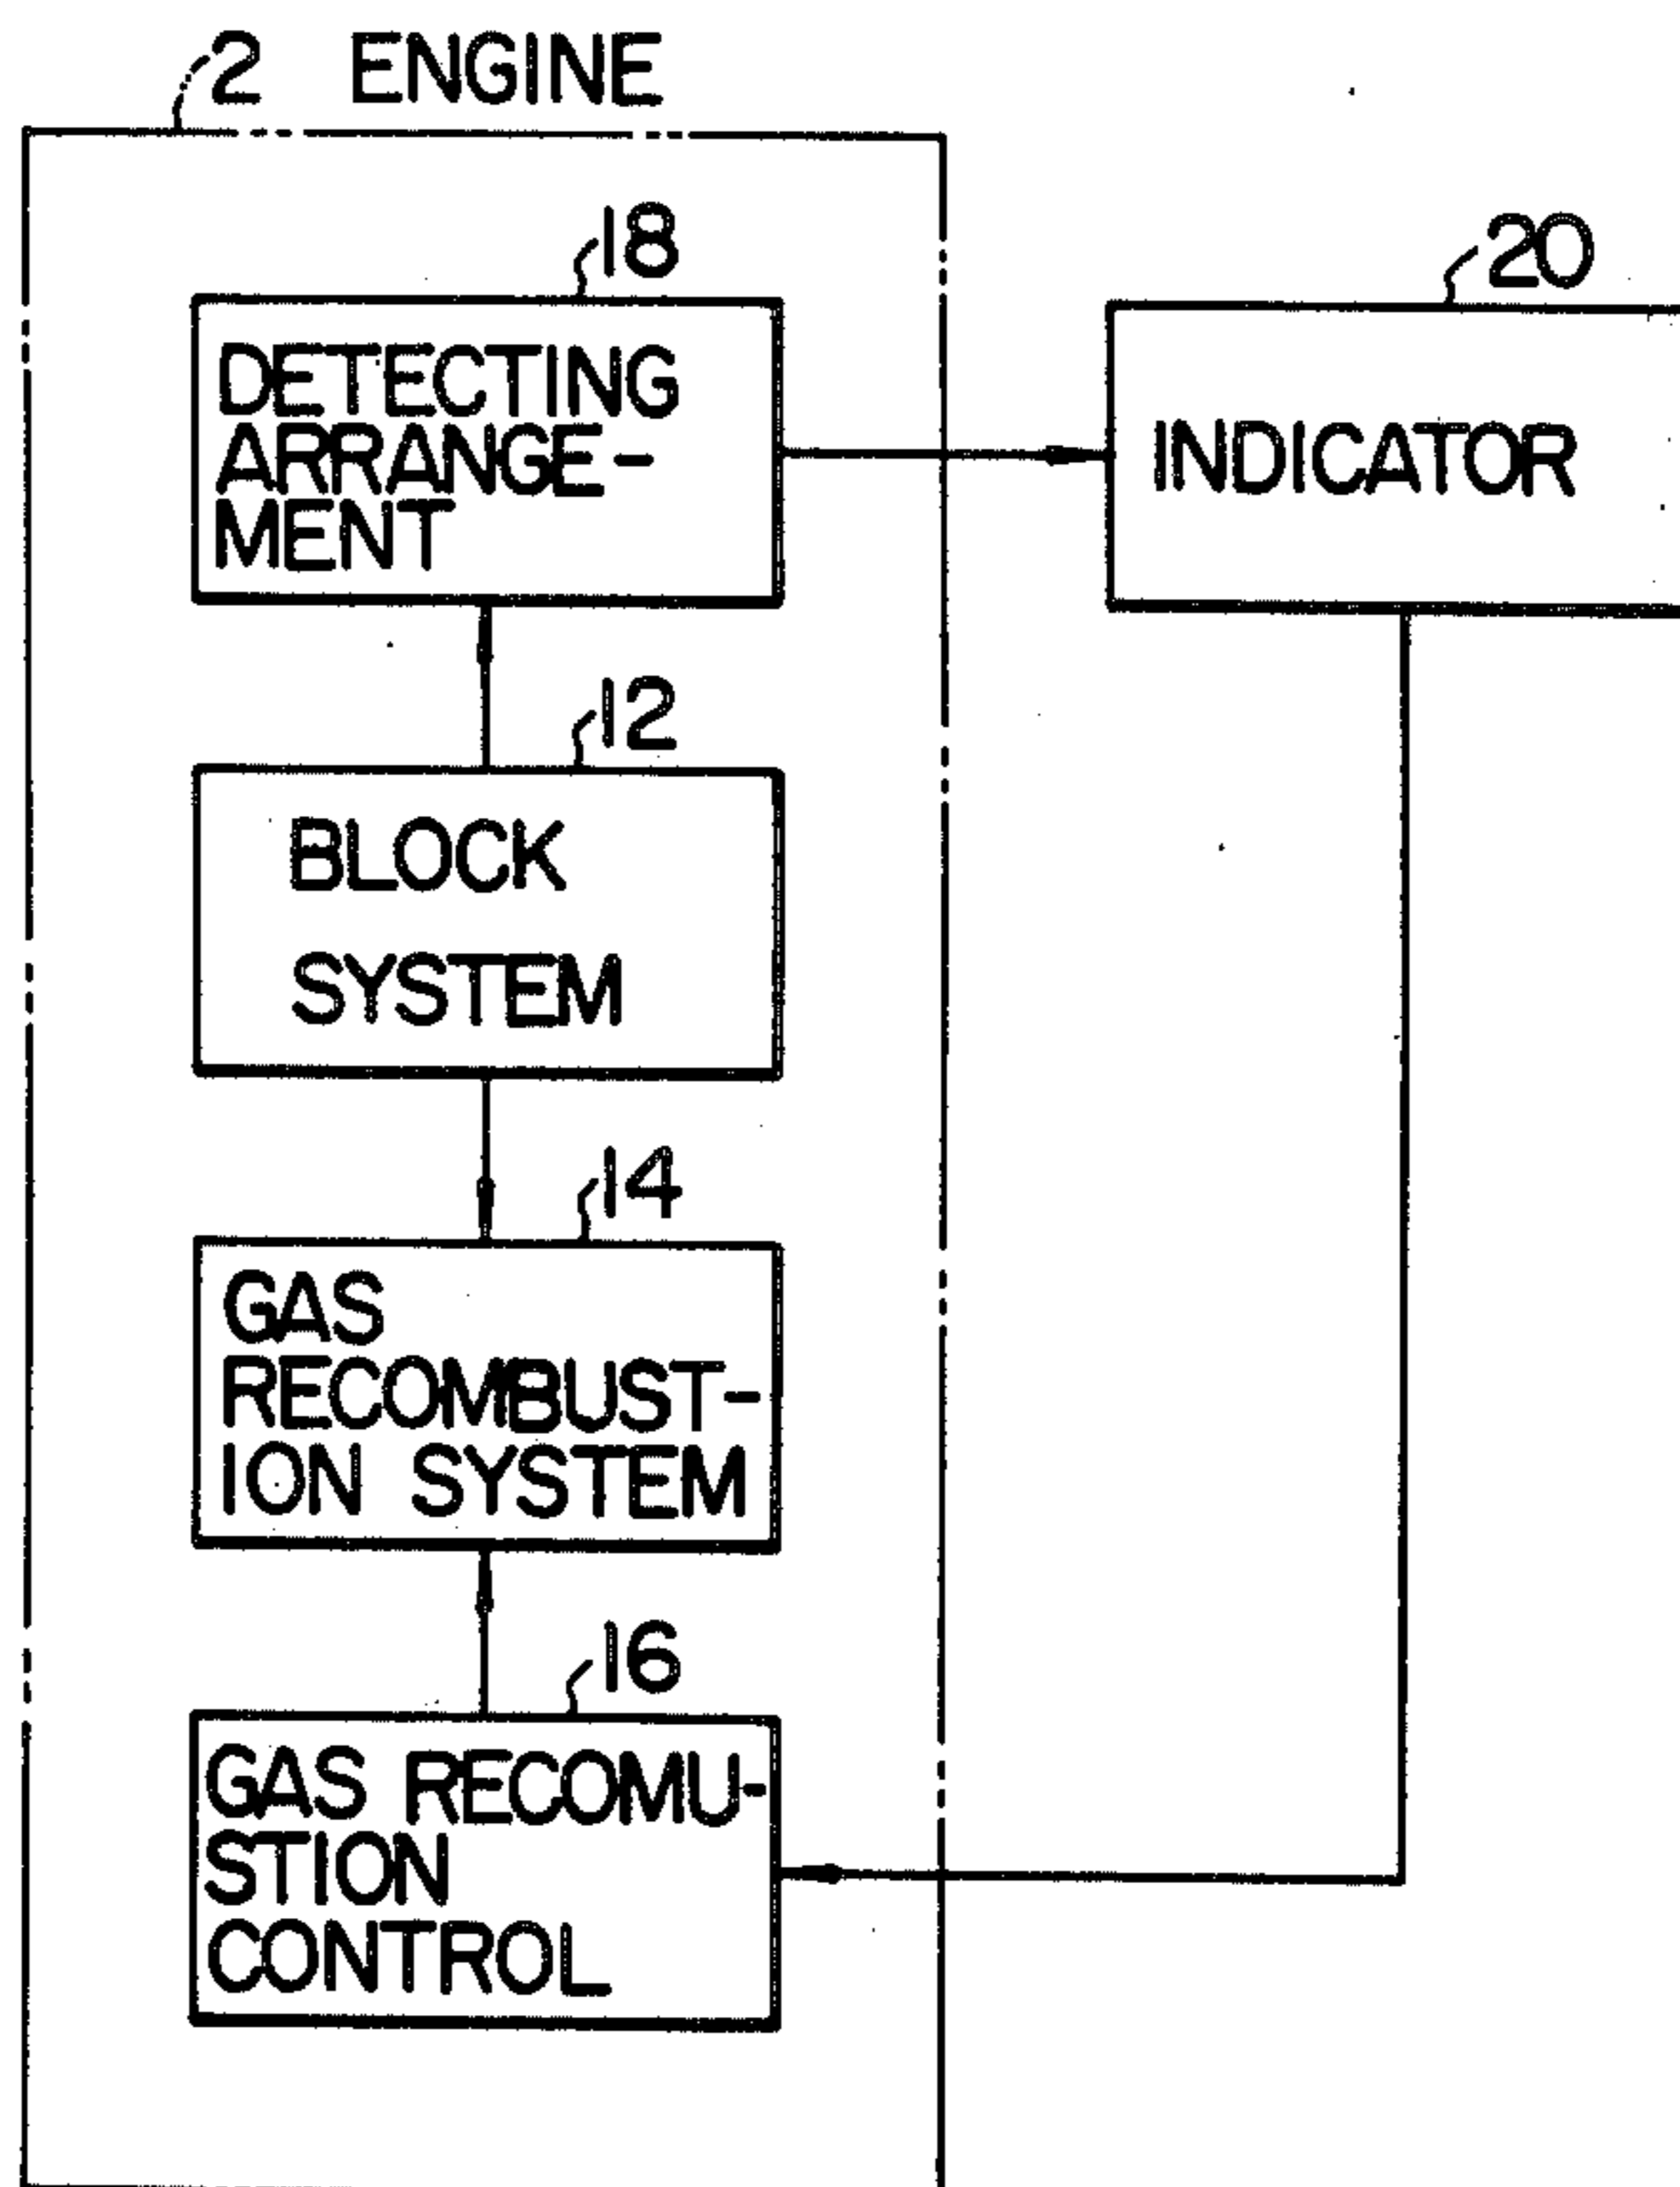 2 ENGINE
18
DETECTING
ARRANGE-
MENT
20
INDICATOR
12
BLOCK
SYSTEM
14
GAS
RECOMBUST-
ION SYSTEM
16
GAS RECOMU-
STION
CONTROL